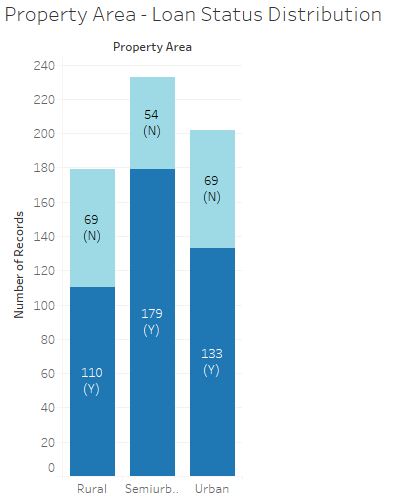 Property Area - Loan Status Distribution
Property Area
240
220
200
180
160
140
120
100
80
60
40
20
0
Number of Records
69
(N)
110
(Y)
54
(N)
179
(Y)
69
(N)
133
(Y)
Rural Semiurb.. Urban